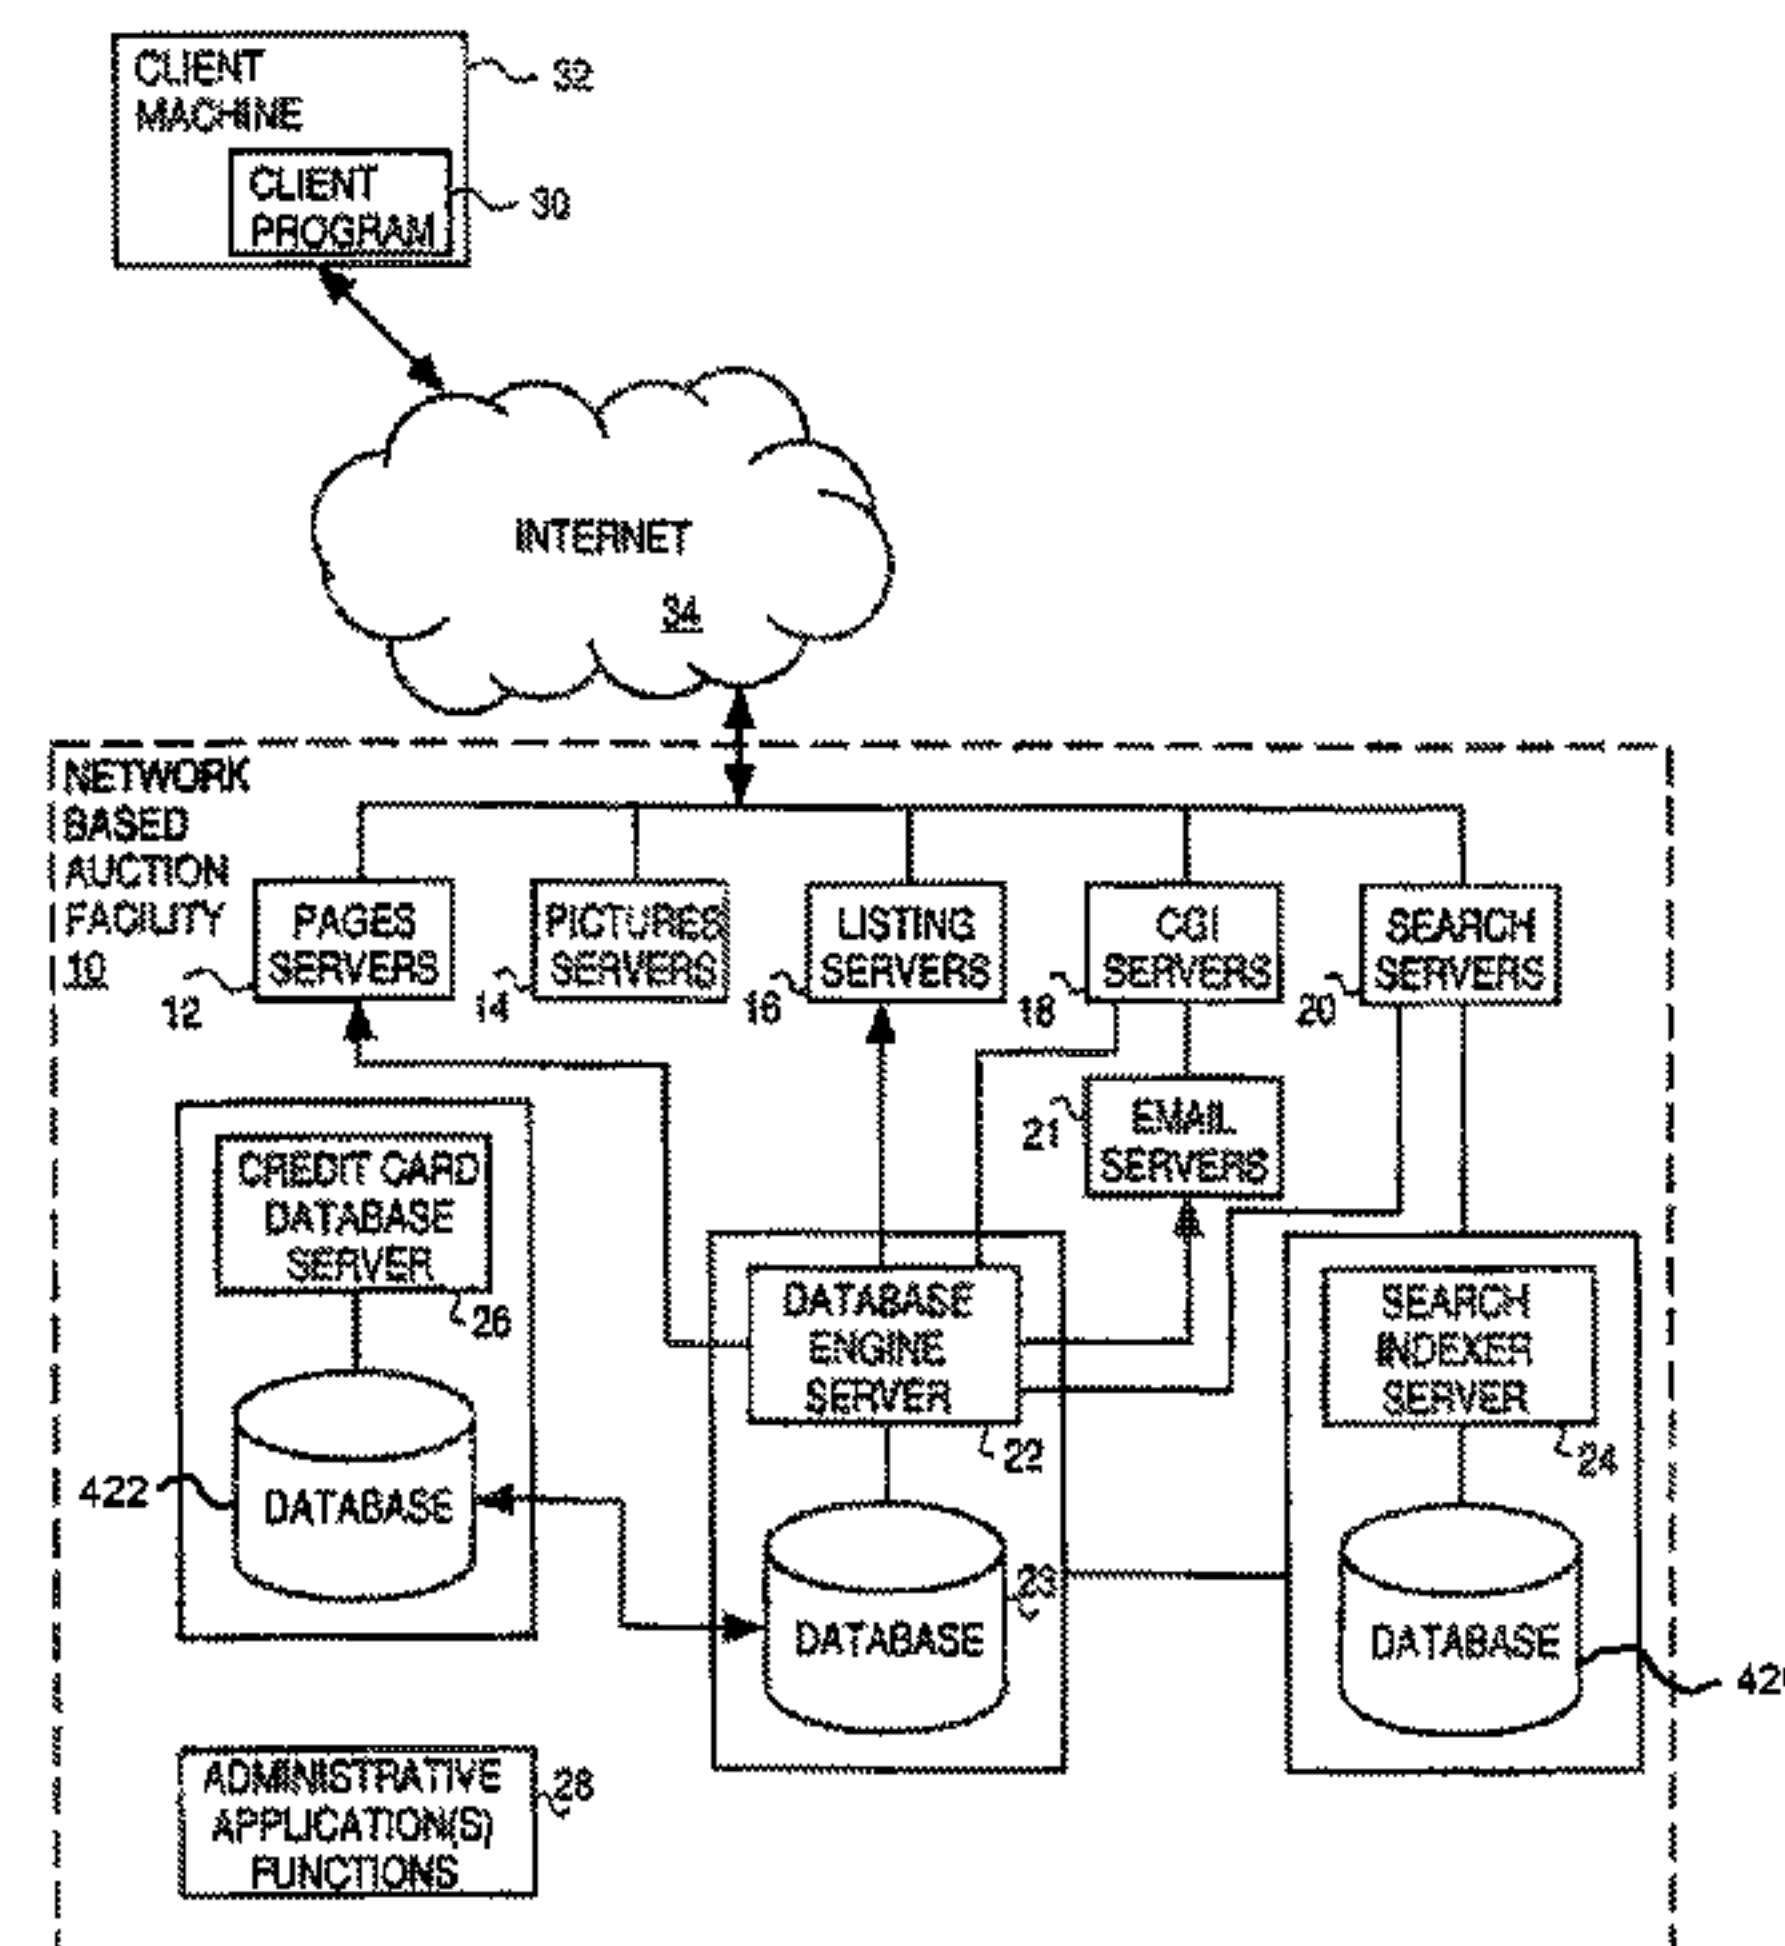 CLIENT
MACHINE
32
CLIENT
PROGRAM
30
INTERNET
34
NETWORK
BASED
AUCTION
FACILITY
10
PAGES
SERVERS
12
PICTURES
SERVERS
14
LISTING
SERVERS
16
CGI
SERVERS
18
SEARCH
SERVERS
20
EMAIL
SERVERS
21
CREDIT CARD
DATABASE
SERVER
26
DATABASE
ENGINE
SERVER
22
SEARCH
INDEXER
SERVER
24
422
DATABASE
DATABASE
23
DATABASE
ADMINISTRATIVE
APPLICATION(S)
FUNCTIONS
28